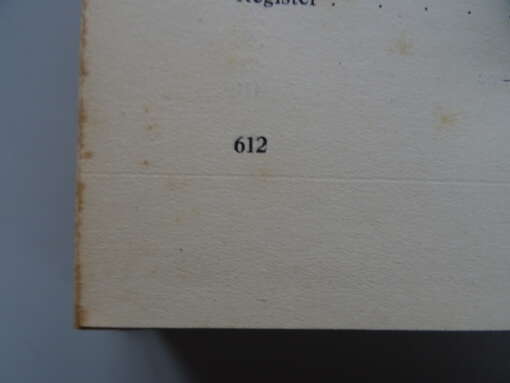 Register . . . . .
612